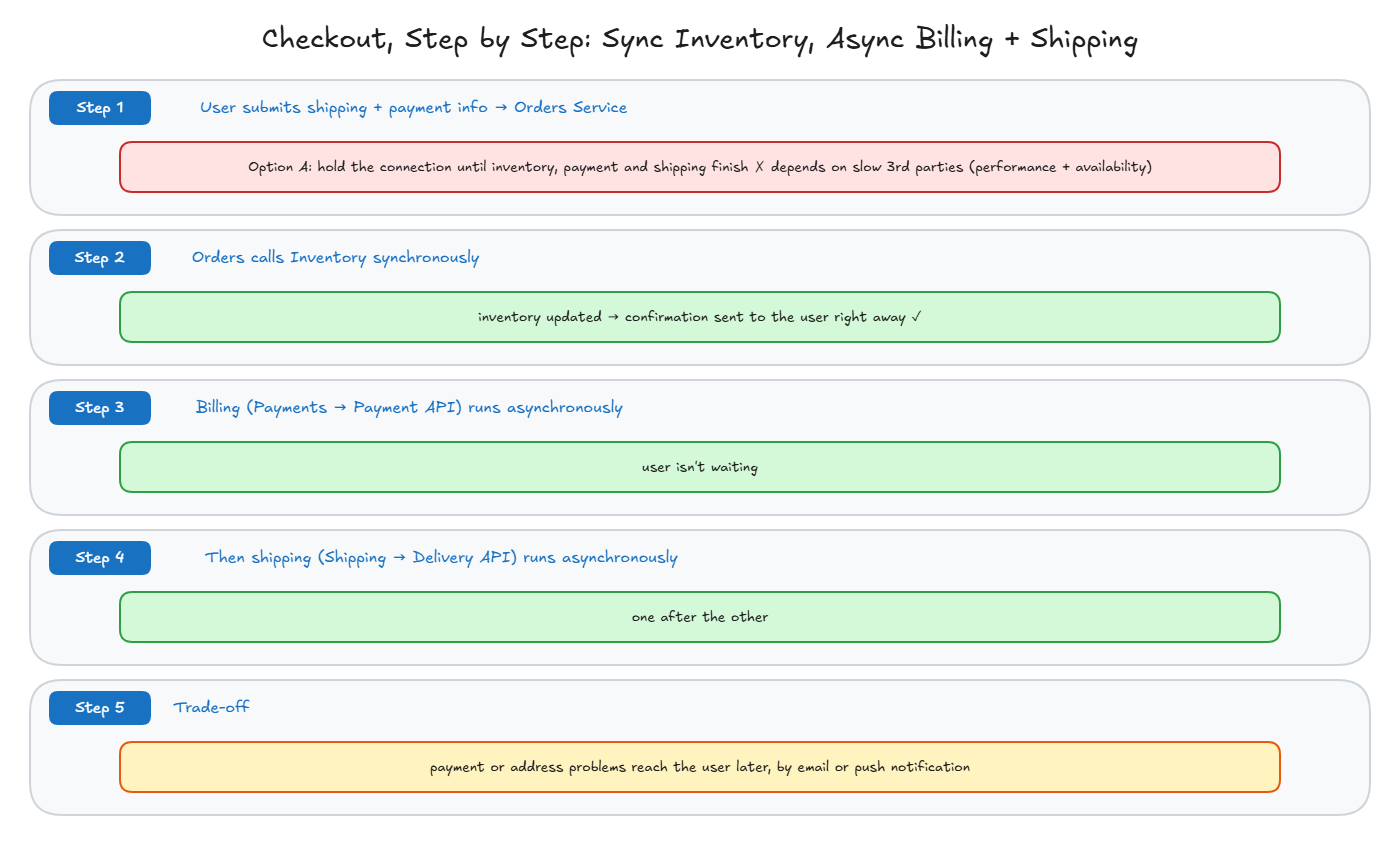 Checkout, Step by Step: Sync Inventory, Async Billing + Shipping
Step 1
User submits shipping + payment info → Orders Service
Option A: hold the connection until inventory, payment and shipping finish ✗ depends on slow 3rd parties (performance + availability)
Step 2
Orders calls Inventory synchronously
inventory updated → confirmation sent to the user right away ✓
Step 3
Billing (Payments → Payment API) runs asynchronously
user isn't waiting
Step 4
Then shipping (Shipping → Delivery API) runs asynchronously
one after the other
Step 5
Trade-off
payment or address problems reach the user later, by email or push notification